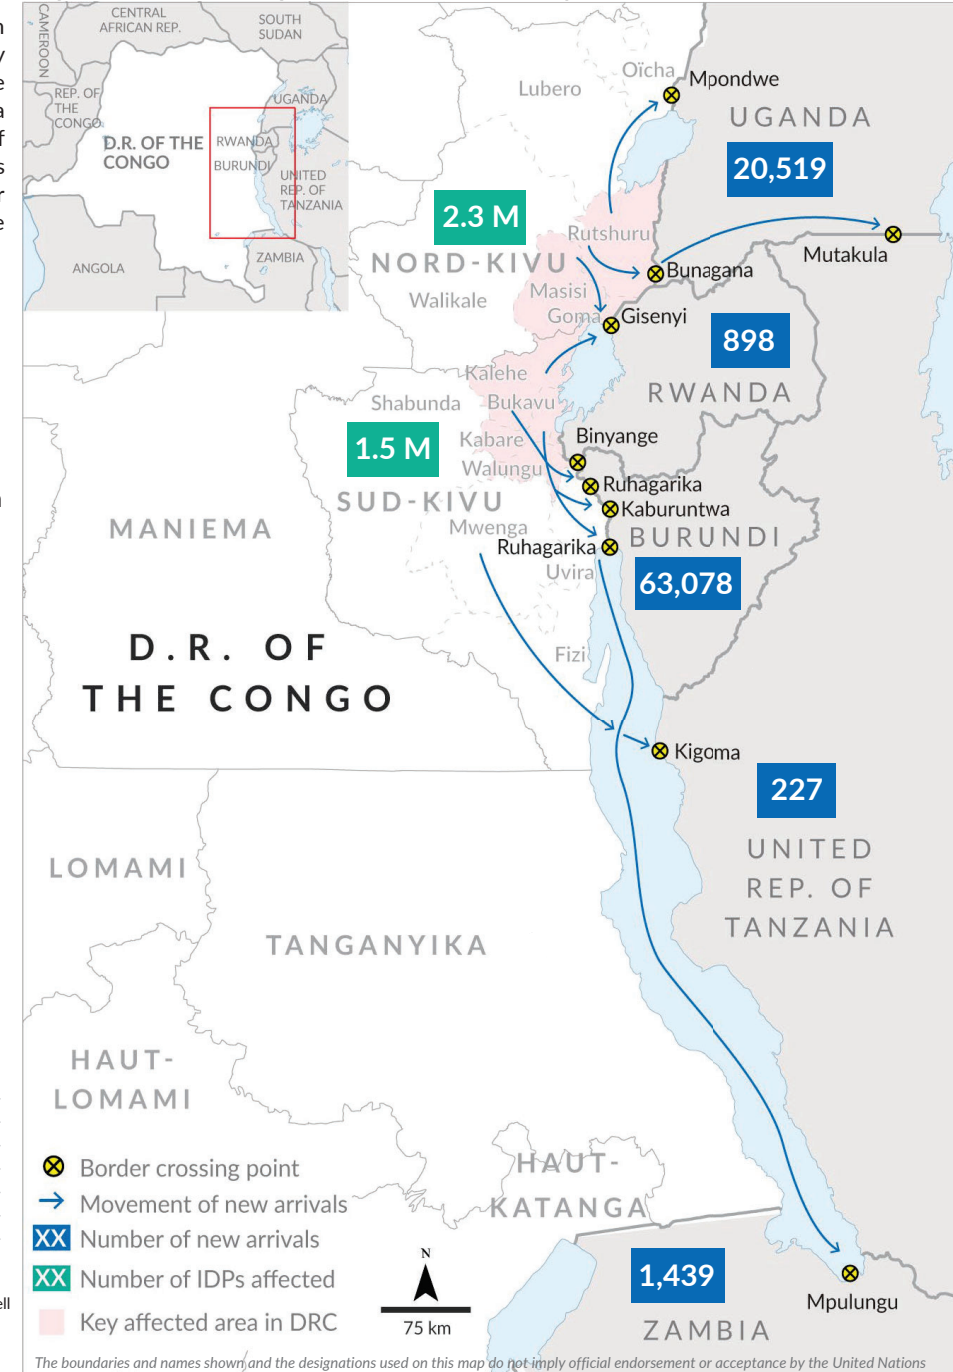 CAMEROON
CENTRAL
AFRICAN REP.
SOUTH
SUDAN
REP. OF
THE
CONGO
UGANDA
D.R. OF THE
CONGO
RWANDA
BURUNDI
UNITED
REP. OF
TANZANIA
ANGOLA
ZAMBIA
Oïcha
Mpondwe
Lubero
UGANDA
20,519
2.3 M
Rutshuru
NORD-KIVU
Mutakula
Bunagana
Masisi
Walikale
Goma
Gisenyi
898
RWANDA
Kalehe
Shabunda
Bukavu
Binyange
1.5 M
Kabare
Walungu
Ruhagarika
SUD-KIVU
Kaburuntwa
Mwenga
MANIEMA
BURUNDI
Ruhagarika
Uvira
63,078
D.R. OF
THE CONGO
Fizi
Kigoma
227
UNITED
REP. OF
TANZANIA
LOMAMI
TANGANYIKA
HAUT-
LOMAMI
HAUT-
KATANGA
Border crossing point
Movement of new arrivals
XX Number of new arrivals
XX Number of IDPs affected
Key affected area in DRC
N
75 km
1,439
ZAMBIA
Mpulungu
The boundaries and names shown and the designations used on this map do not imply official endorsement or acceptance by the United Nations